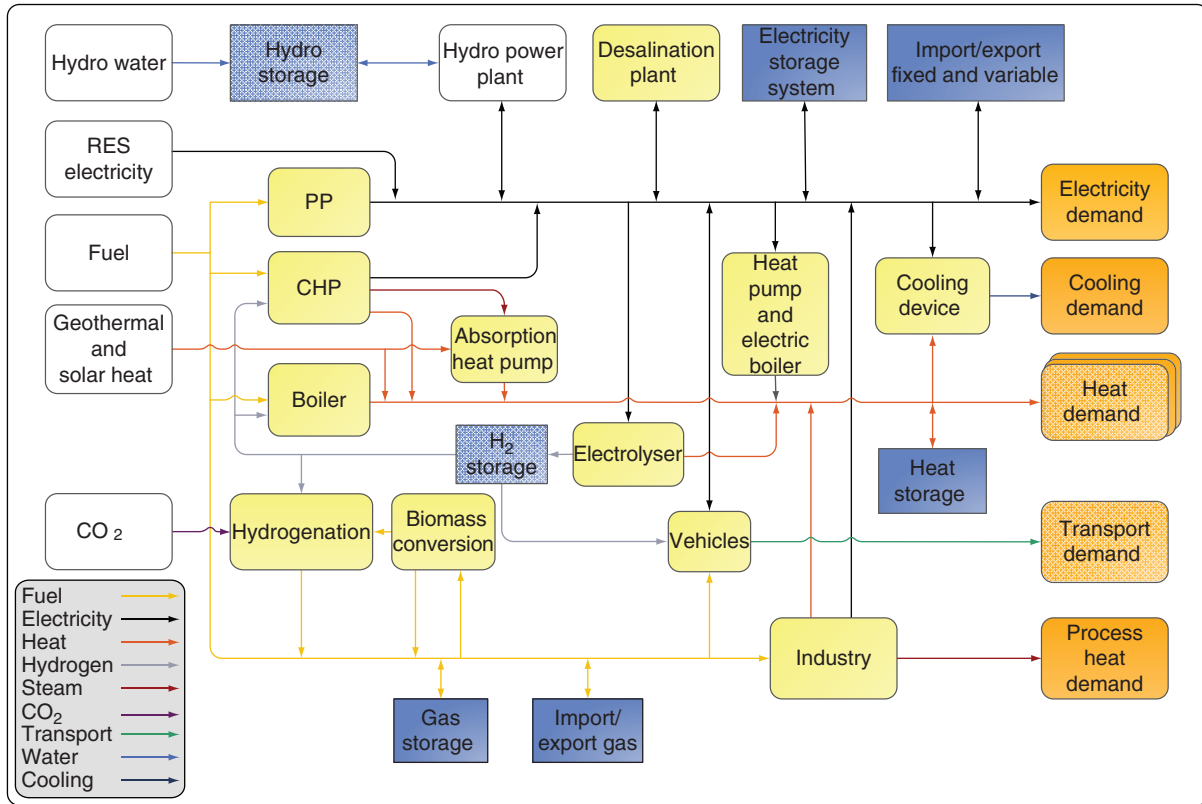 Hydro water
Hydro
storage
Hydro power
plant
Desalination
plant
Electricity
storage
system
Import/export
fixed and variable
RES
electricity
PP
Electricity
demand
Fuel
CHP
Heat
pump
and
electric
boiler
Cooling
device
Cooling
demand
Geothermal
and
solar heat
Absorption
heat pump
Boiler
Heat
demand
H2
storage
Electrolyser
Heat
storage
CO 2
Hydrogenation
Biomass
conversion
Vehicles
Transport
demand
Fuel
Electricity
Heat
Hydrogen
Steam
CO2
Transport
Water
Cooling
Industry
Process
heat
demand
Gas
storage
Import/
export gas